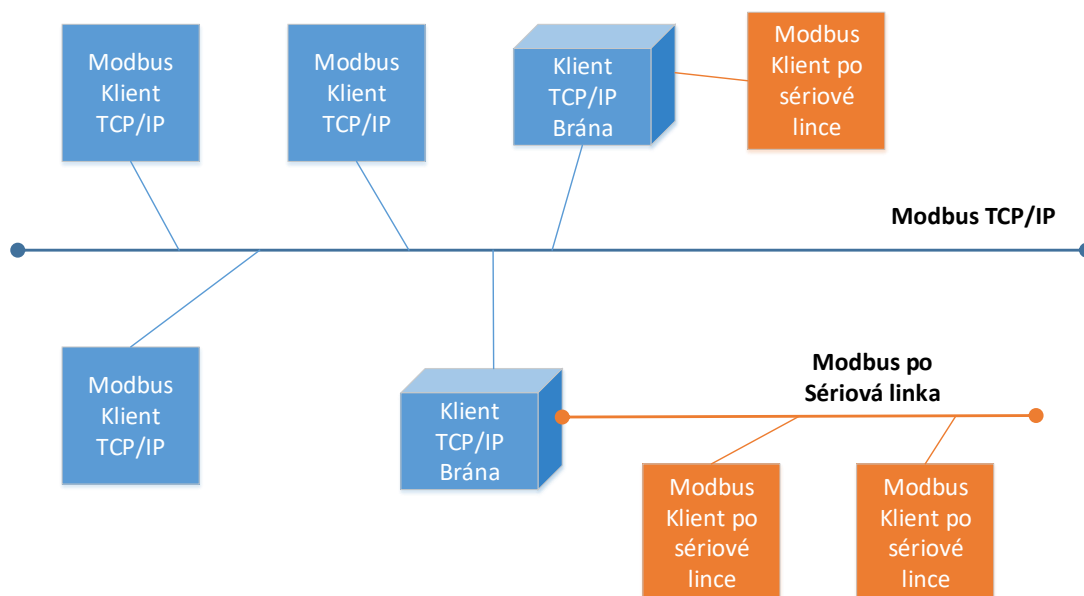 Modbus
Klient
TCP/IP
Modbus
Klient
TCP/IP
Klient
TCP/IP
Brána
Modbus
Klient po
sériové
lince
Modbus TCP/IP
Modbus
Klient
TCP/IP
Klient
TCP/IP
Brána
Modbus po
Sériová linka
Modbus
Klient po
sériové
lince
Modbus
Klient po
sériové
lince